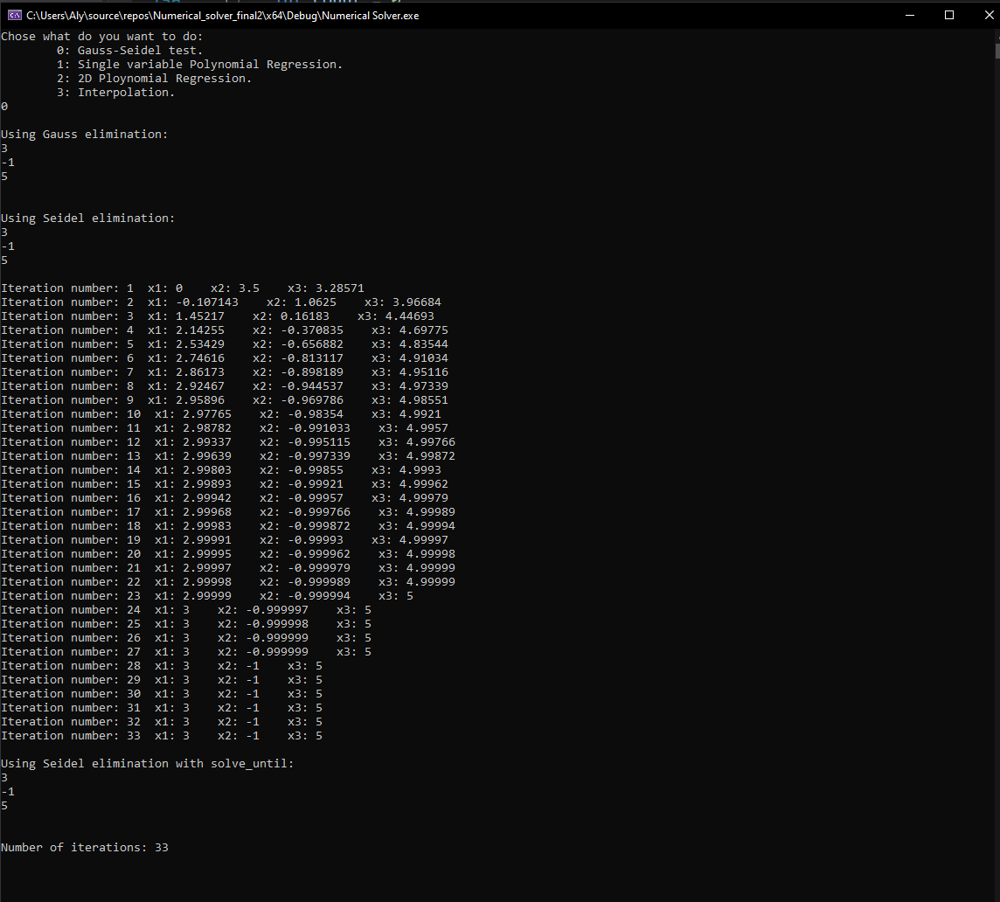 C:\Users\Aly\source\repos\Numerical_solver_final2\x64\Debug\Numerical Solver.exe
Chose what do you want to do:
0: Gauss-Seidel test.
1: Single variable Polynomial Regression.
2: 2D Ploynomial Regression.
3: Interpolation.
0
Using Gauss elimination:
3
-1
5
Using Seidel elimination:
3
-1
5
Iteration number: 1  x1: 0    x2: 3.5    x3: 3.28571
Iteration number: 2  x1: -0.107143    x2: 1.0625    x3: 3.96684
Iteration number: 3  x1: 1.45217    x2: 0.16183    x3: 4.44693
Iteration number: 4  x1: 2.14255    x2: -0.370835    x3: 4.69775
Iteration number: 5  x1: 2.53429    x2: -0.656882    x3: 4.83544
Iteration number: 6  x1: 2.74616    x2: -0.813117    x3: 4.91034
Iteration number: 7  x1: 2.86173    x2: -0.898189    x3: 4.95116
Iteration number: 8  x1: 2.92467    x2: -0.944537    x3: 4.97339
Iteration number: 9  x1: 2.95896    x2: -0.969786    x3: 4.98551
Iteration number: 10  x1: 2.97765    x2: -0.98354    x3: 4.9921
Iteration number: 11  x1: 2.98782    x2: -0.991033    x3: 4.9957
Iteration number: 12  x1: 2.99337    x2: -0.995115    x3: 4.99766
Iteration number: 13  x1: 2.99639    x2: -0.997339    x3: 4.99872
Iteration number: 14  x1: 2.99803    x2: -0.99855    x3: 4.9993
Iteration number: 15  x1: 2.99893    x2: -0.99921    x3: 4.99962
Iteration number: 16  x1: 2.99942    x2: -0.99957    x3: 4.99979
Iteration number: 17  x1: 2.99968    x2: -0.999766    x3: 4.99989
Iteration number: 18  x1: 2.99983    x2: -0.999872    x3: 4.99994
Iteration number: 19  x1: 2.99991    x2: -0.99993    x3: 4.99997
Iteration number: 20  x1: 2.99995    x2: -0.999962    x3: 4.99998
Iteration number: 21  x1: 2.99997    x2: -0.999979    x3: 4.99999
Iteration number: 22  x1: 2.99998    x2: -0.999989    x3: 4.99999
Iteration number: 23  x1: 2.99999    x2: -0.999994    x3: 5
Iteration number: 24  x1: 3    x2: -0.999997    x3: 5
Iteration number: 25  x1: 3    x2: -0.999998    x3: 5
Iteration number: 26  x1: 3    x2: -0.999999    x3: 5
Iteration number: 27  x1: 3    x2: -0.999999    x3: 5
Iteration number: 28  x1: 3    x2: -1    x3: 5
Iteration number: 29  x1: 3    x2: -1    x3: 5
Iteration number: 30  x1: 3    x2: -1    x3: 5
Iteration number: 31  x1: 3    x2: -1    x3: 5
Iteration number: 32  x1: 3    x2: -1    x3: 5
Iteration number: 33  x1: 3    x2: -1    x3: 5
Using Seidel elimination with solve_until:
3
-1
5
Number of iterations: 33